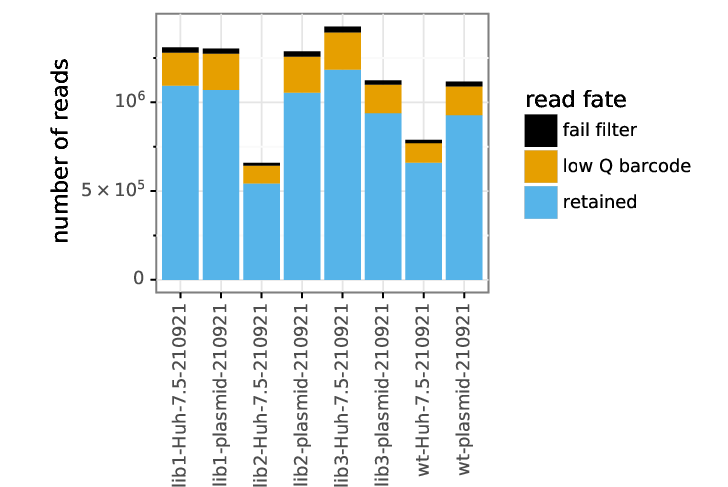 number of reads
10⁶
5 × 10⁵
0
lib1-Huh-7.5-210921
lib1-plasmid-210921
lib2-Huh-7.5-210921
lib2-plasmid-210921
lib3-Huh-7.5-210921
lib3-plasmid-210921
wt-Huh-7.5-210921
wt-plasmid-210921
read fate
fail filter
low Q barcode
retained